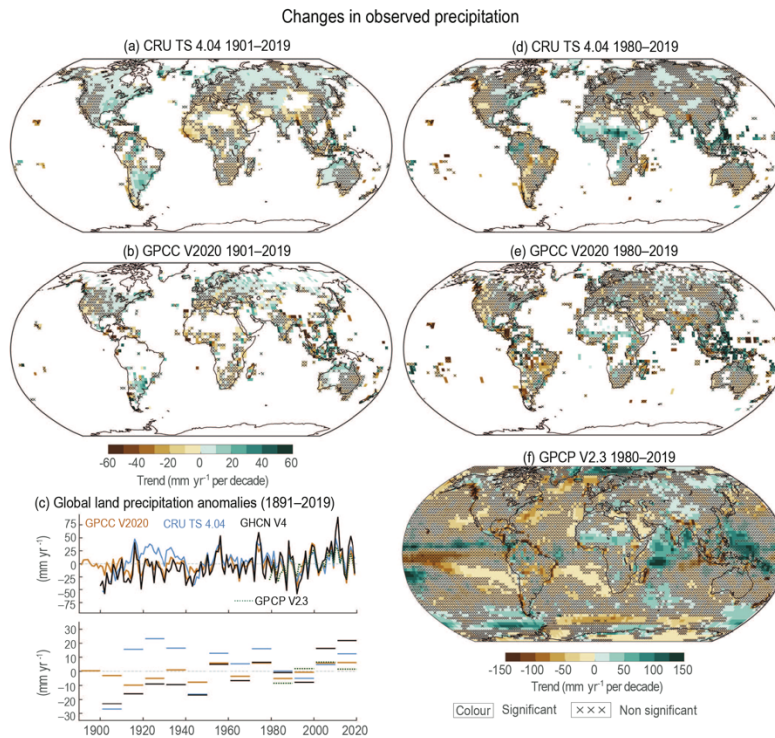 Changes in observed precipitation
(a) CRU TS 4.04 1901–2019
(d) CRU TS 4.04 1980–2019
(b) GPCC V2020 1901–2019
(e) GPCC V2020 1980–2019
-60 -40 -20 0 20 40 60
Trend (mm yr⁻¹ per decade)
(f) GPCP V2.3 1980–2019
(c) Global land precipitation anomalies (1891–2019)
GPCC V2020 CRU TS 4.04 GHCN V4
75
50
25
0
-25
-50
-75
(mm yr⁻¹)
GPCP V2.3
30
20
10
0
-10
-20
-30
(mm yr⁻¹)
1900 1920 1940 1960 1980 2000 2020
-150 -100 -50 0 50 100 150
Trend (mm yr⁻¹ per decade)
Colour Significant ××× Non significant